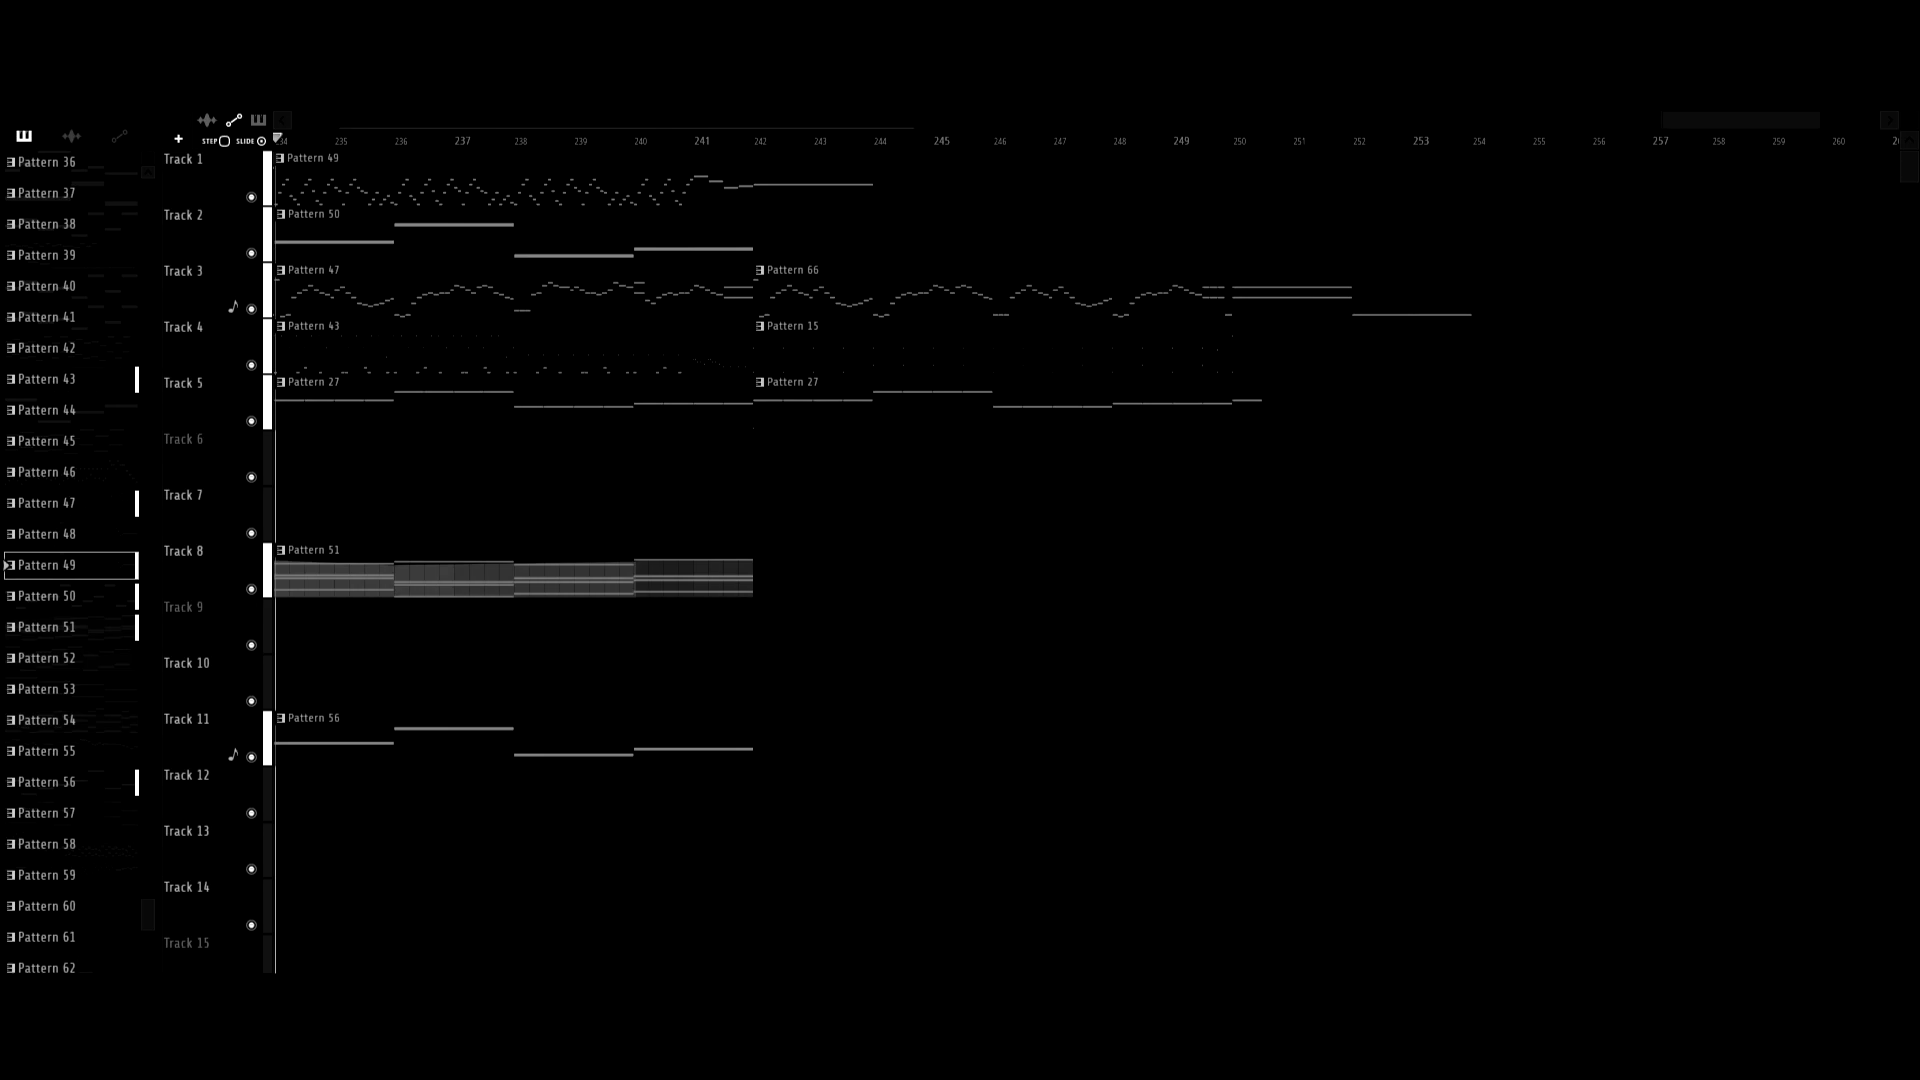 STEP SLIDE
234 235 236 237 238 239 240 241 242 243 244 245 246 247 248 249 250 251 252 253 254 255 256 257 258 259 260
Pattern 36
Pattern 37
Pattern 38
Pattern 39
Pattern 40
Pattern 41
Pattern 42
Pattern 43
Pattern 44
Pattern 45
Pattern 46
Pattern 47
Pattern 48
Pattern 49
Pattern 50
Pattern 51
Pattern 52
Pattern 53
Pattern 54
Pattern 55
Pattern 56
Pattern 57
Pattern 58
Pattern 59
Pattern 60
Pattern 61
Pattern 62
Track 1 Pattern 49
Track 2 Pattern 50
Track 3 Pattern 47 Pattern 66
Track 4 Pattern 43 Pattern 15
Track 5 Pattern 27 Pattern 27
Track 6
Track 7
Track 8 Pattern 51
Track 9
Track 10
Track 11 Pattern 56
Track 12
Track 13
Track 14
Track 15